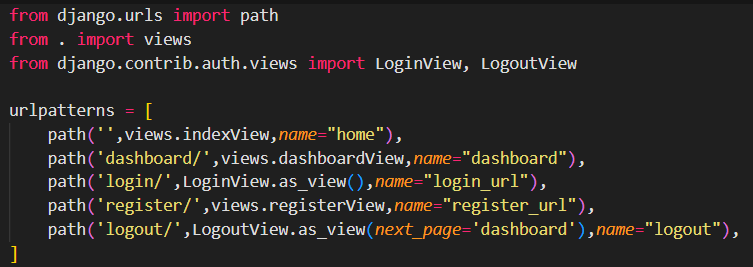 from django.urls import path
from . import views
from django.contrib.auth.views import LoginView, LogoutView
urlpatterns = [
    path('',views.indexView,name="home"),
    path('dashboard/',views.dashboardView,name="dashboard"),
    path('login/',LoginView.as_view(),name="login_url"),
    path('register/',views.registerView,name="register_url"),
    path('logout/',LogoutView.as_view(next_page='dashboard'),name="logout"),
]